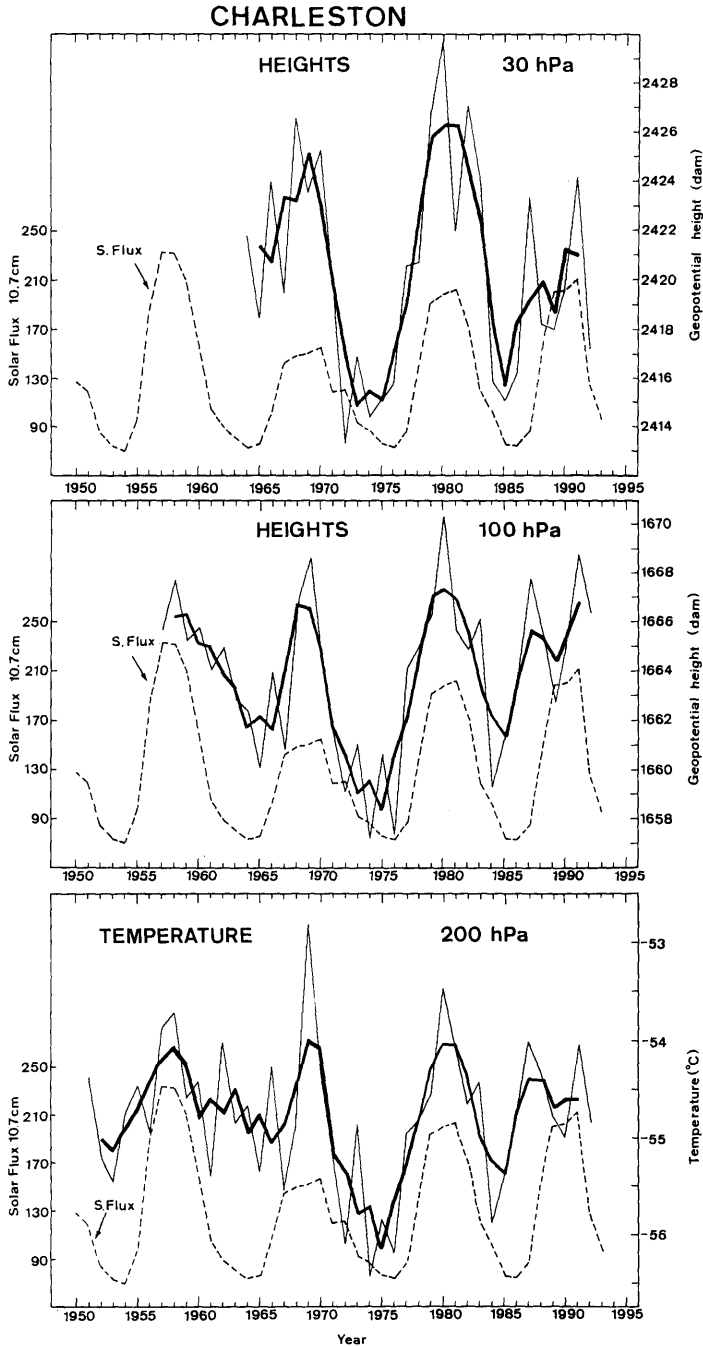 CHARLESTON
HEIGHTS 30 hPa
2428
2426
2424
2422
2420
2418
2416
2414
Geopotential height (dam)
250
210
170
130
90
Solar Flux 10.7cm
S. Flux
1950 1955 1960 1965 1970 1975 1980 1985 1990 1995
HEIGHTS 100 hPa
1670
1668
1666
1664
1662
1660
1658
Geopotential height (dam)
250
210
170
130
90
Solar Flux 10.7cm
S. Flux
1950 1955 1960 1965 1970 1975 1980 1985 1990 1995
TEMPERATURE 200 hPa
-53
-54
-55
-56
Temperature (°C)
250
210
170
130
90
Solar Flux 10.7cm
S.Flux
1950 1955 1960 1965 1970 1975 1980 1985 1990 1995
Year